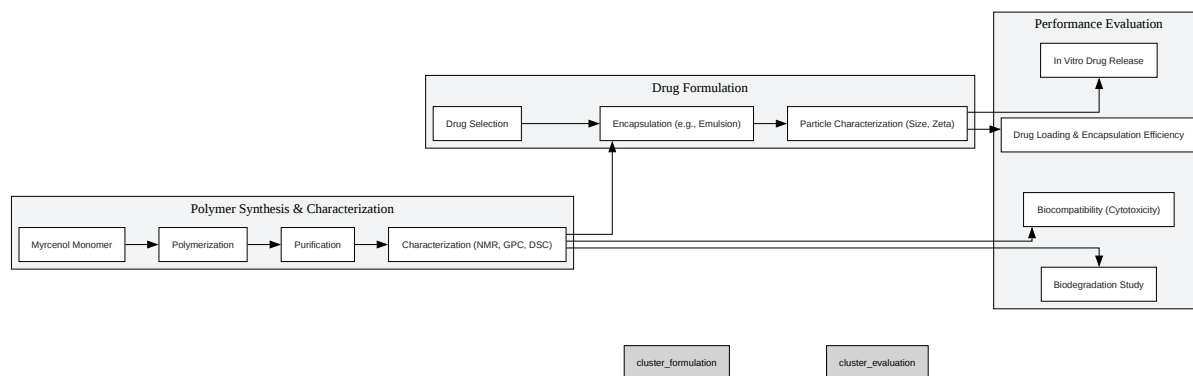 Performance Evaluation
In Vitro Drug Release
Drug Formulation
Drug Selection
Encapsulation (e.g., Emulsion)
Particle Characterization (Size, Zeta)
Drug Loading & Encapsulation Efficiency
Polymer Synthesis & Characterization
Biocompatibility (Cytotoxicity)
Myrcenol Monomer
Polymerization
Purification
Characterization (NMR, GPC, DSC)
Biodegradation Study
cluster_formulation
cluster_evaluation